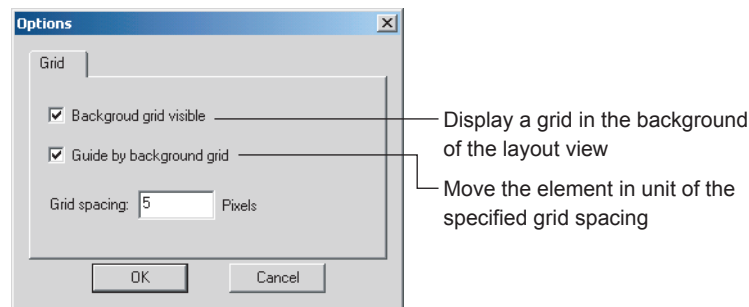 Options
Grid
Backgroud grid visible
Display a grid in the background
of the layout view
Guide by background grid
Move the element in unit of the
specified grid spacing
Grid spacing: 5 Pixels
OK Cancel